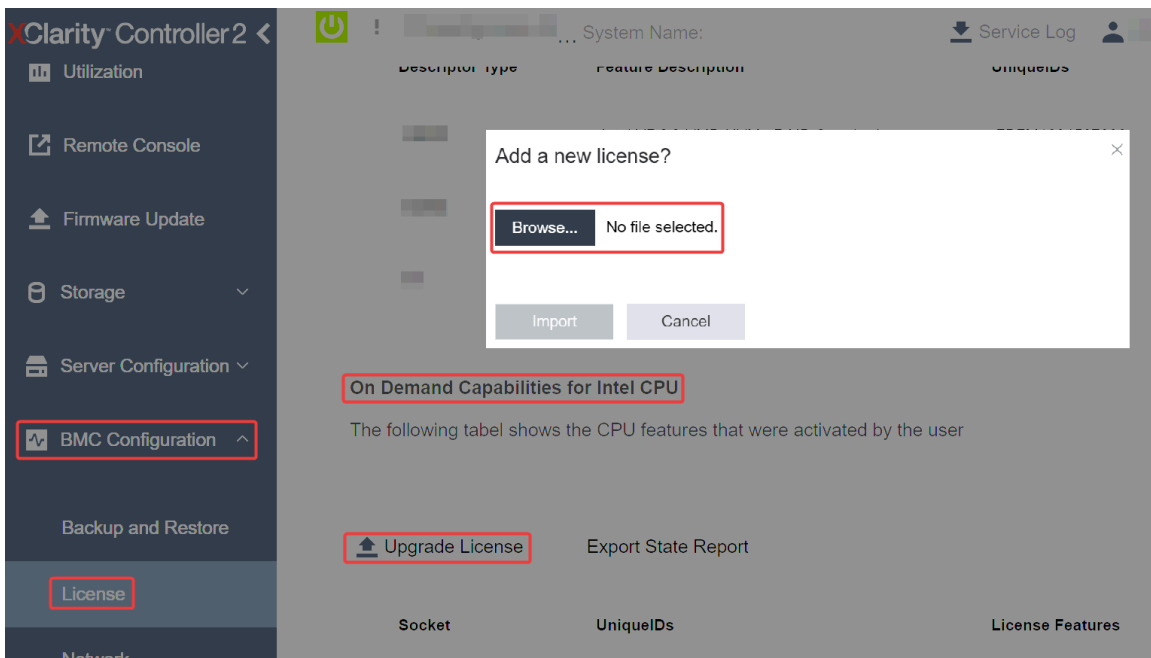 XClarity Controller 2
System Name:
Service Log
Utilization
Descriptor Type
Feature Description
UniqueIDs
Remote Console
Add a new license?
Firmware Update
Browse...
No file selected.
Storage
Import
Cancel
Server Configuration
On Demand Capabilities for Intel CPU
BMC Configuration
The following tabel shows the CPU features that were activated by the user
Backup and Restore
Upgrade License
Export State Report
License
Socket
UniqueIDs
License Features
Network